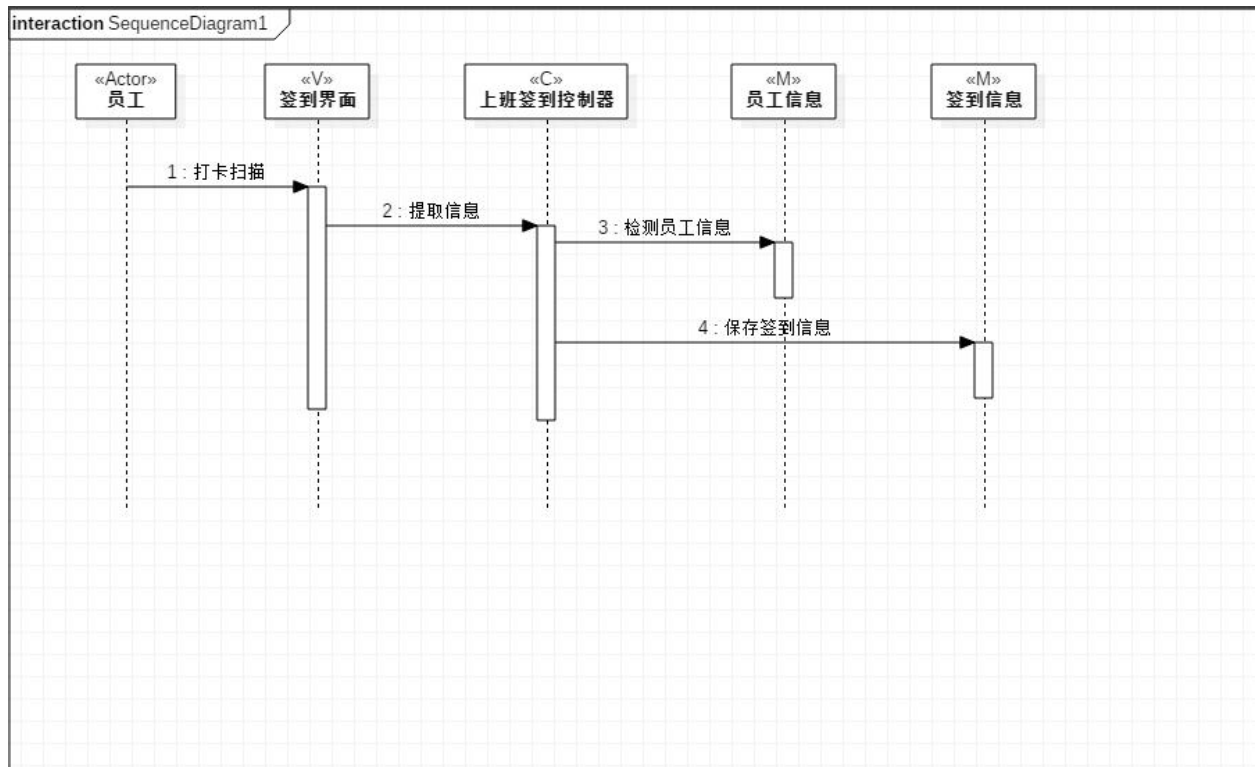 interaction SequenceDiagram1
«Actor»
员工
«V»
签到界面
«C»
上班签到控制器
«M»
员工信息
«M»
签到信息
1 : 打卡扫描
2 : 提取信息
3 : 检测员工信息
4 : 保存签到信息